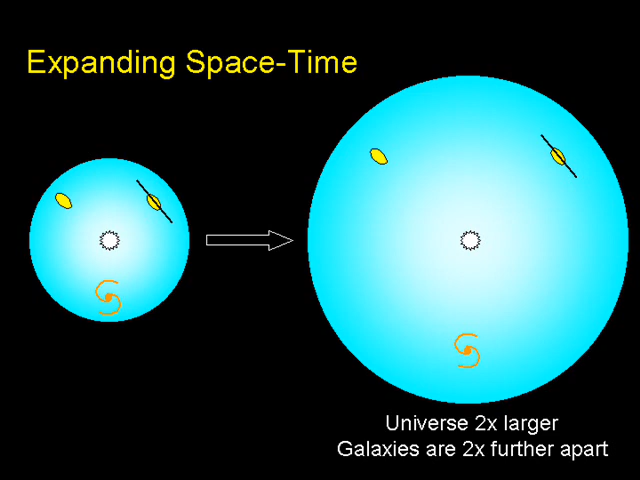 Expanding Space-Time
Universe 2x larger
Galaxies are 2x further apart